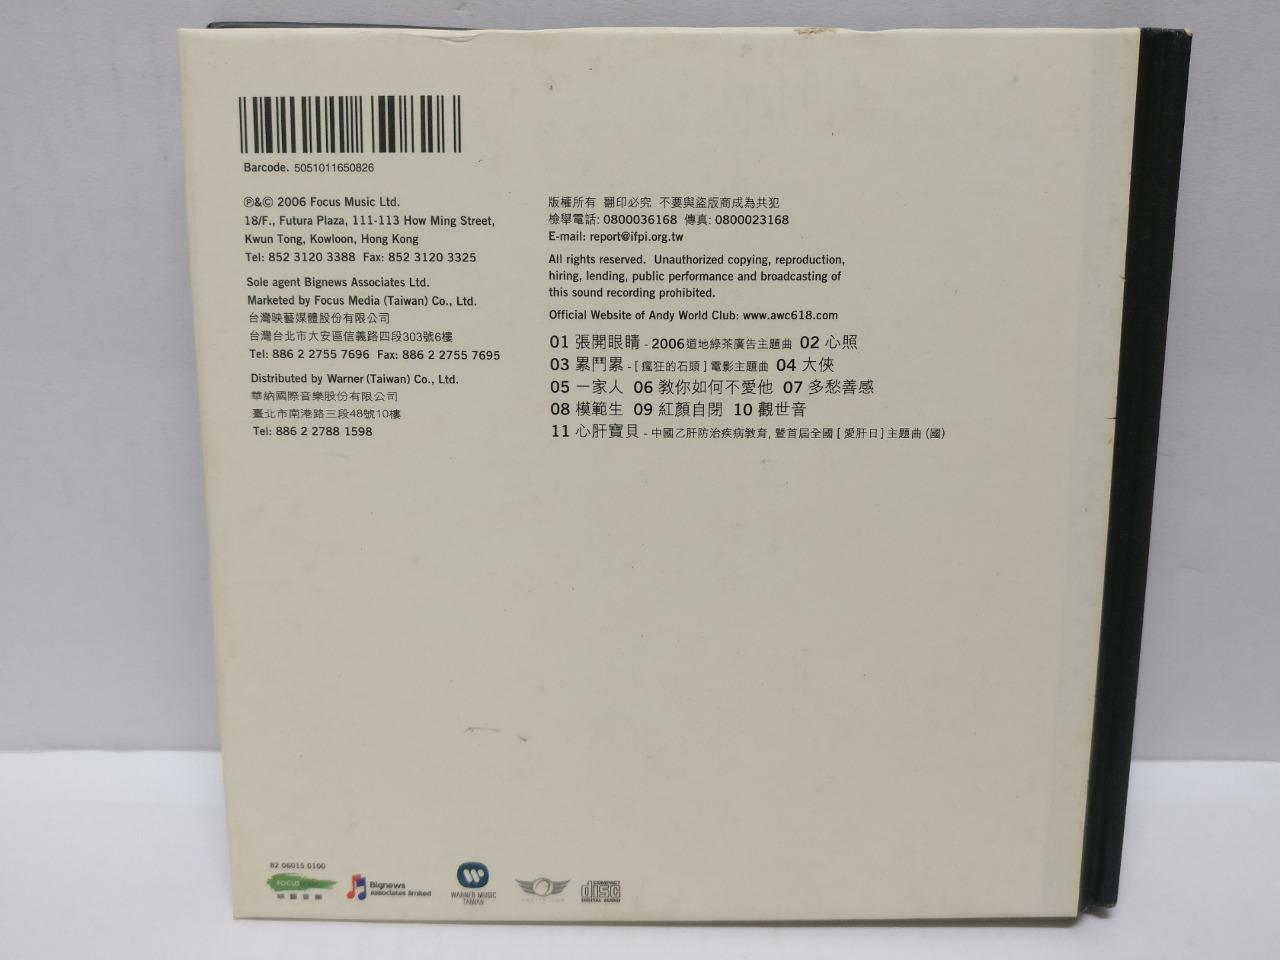 Barcode. 5051011650826
℗&© 2006 Focus Music Ltd.
18/F., Futura Plaza, 111-113 How Ming Street,
Kwun Tong, Kowloon, Hong Kong
Tel: 852 3120 3388 Fax: 852 3120 3325
Sole agent Bignews Associates Ltd.
Marketed by Focus Media (Taiwan) Co., Ltd.
台灣映藝媒體股份有限公司
台灣台北市大安區信義路四段303號6樓
Tel: 886 2 2755 7696 Fax: 886 2 2755 7695
Distributed by Warner (Taiwan) Co., Ltd.
華納國際音樂股份有限公司
臺北市南港路三段48號10樓
Tel: 886 2 2788 1598
版權所有 翻印必究 不要與盜版商成為共犯
檢舉電話: 0800036168 傳真: 0800023168
E-mail: report@ifpi.org.tw
All rights reserved. Unauthorized copying, reproduction,
hiring, lending, public performance and broadcasting of
this sound recording prohibited.
Official Website of Andy World Club: www.awc618.com
01 張開眼睛 - 2006道地綠茶廣告主題曲 02 心照
03 累鬥累 - [ 瘋狂的石頭 ] 電影主題曲 04 大俠
05 一家人 06 教你如何不愛他 07 多愁善感
08 模範生 09 紅顏自閉 10 觀世音
11 心肝寶貝 - 中國乙肝防治疾病教育, 暨首屆全國 [ 愛肝日 ] 主題曲 (國)
82 06015 0100
FOCUS
映藝音樂
Bignews
associates limited
WARNER MUSIC
TAIWAN
COMPACT
disc
DIGITAL AUDIO